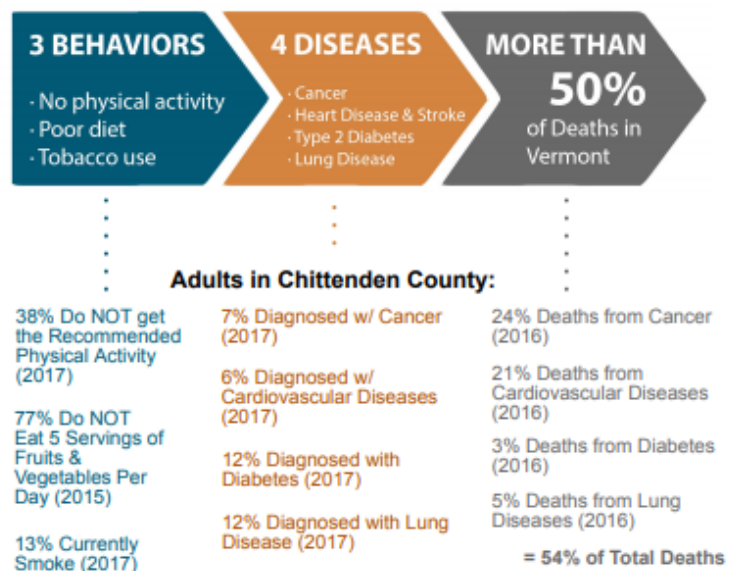 3 BEHAVIORS
· No physical activity
· Poor diet
· Tobacco use
4 DISEASES
· Cancer
· Heart Disease & Stroke
· Type 2 Diabetes
· Lung Disease
MORE THAN
50%
of Deaths in
Vermont
Adults in Chittenden County:
38% Do NOT get
the Recommended
Physical Activity
(2017)
77% Do NOT
Eat 5 Servings of
Fruits &
Vegetables Per
Day (2015)
13% Currently
Smoke (2017)
7% Diagnosed w/ Cancer
(2017)
6% Diagnosed w/
Cardiovascular Diseases
(2017)
12% Diagnosed with
Diabetes (2017)
12% Diagnosed with Lung
Disease (2017)
24% Deaths from Cancer
(2016)
21% Deaths from
Cardiovascular Diseases
(2016)
3% Deaths from Diabetes
(2016)
5% Deaths from Lung
Diseases (2016)
= 54% of Total Deaths